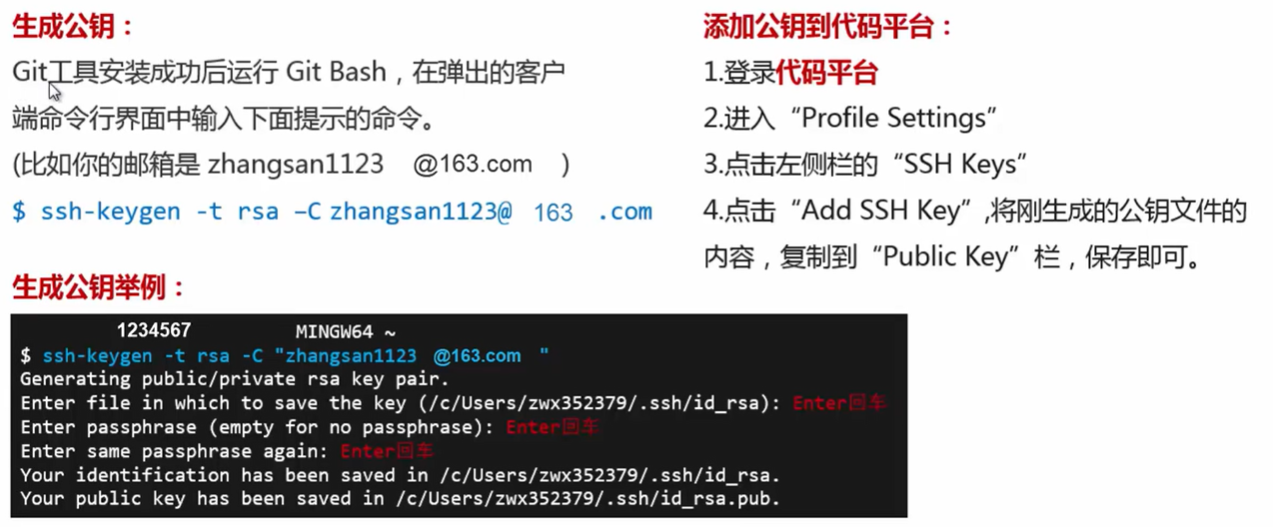 生成公钥：
Git工具安装成功后运行 Git Bash，在弹出的客户
端命令行界面中输入下面提示的命令。
(比如你的邮箱是 zhangsan1123 @163.com )
$ ssh-keygen -t rsa –C zhangsan1123@ 163 .com
生成公钥举例：
1234567 MINGW64 ~
$ ssh-keygen -t rsa -C "zhangsan1123 @163.com "
Generating public/private rsa key pair.
Enter file in which to save the key (/c/Users/zwx352379/.ssh/id_rsa): Enter回车
Enter passphrase (empty for no passphrase): Enter回车
Enter same passphrase again: Enter回车
Your identification has been saved in /c/Users/zwx352379/.ssh/id_rsa.
Your public key has been saved in /c/Users/zwx352379/.ssh/id_rsa.pub.
添加公钥到代码平台：
1.登录代码平台
2.进入“Profile Settings”
3.点击左侧栏的“SSH Keys”
4.点击“Add SSH Key”,将刚生成的公钥文件的
内容，复制到“Public Key”栏，保存即可。